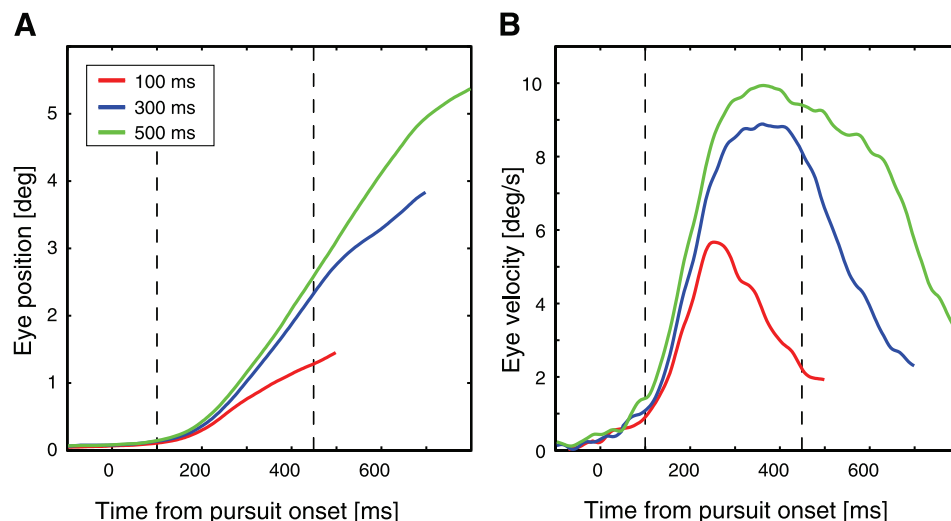 A
B
100 ms
300 ms
500 ms
Eye position [deg]
5
4
3
2
1
0
0 200 400 600
Time from pursuit onset [ms]
Eye velocity [deg/s]
10
8
6
4
2
0
0 200 400 600
Time from pursuit onset [ms]